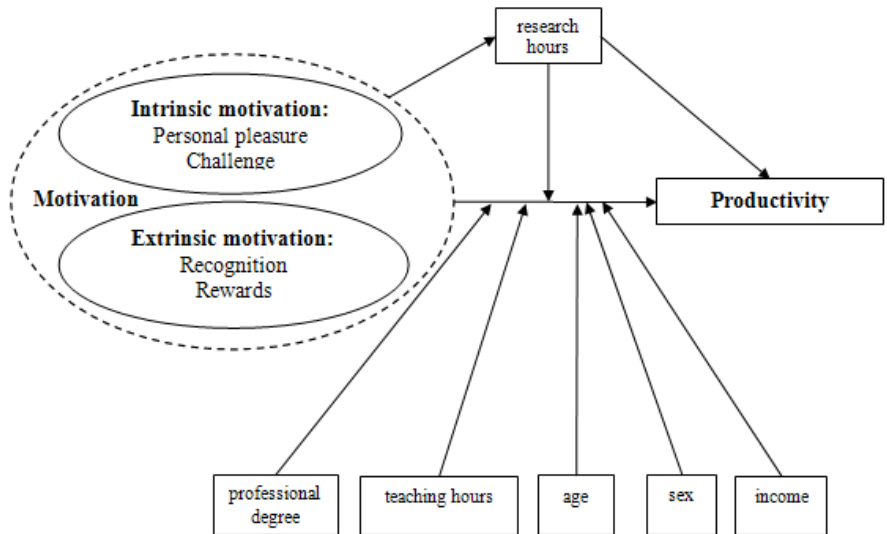 research
hours
Intrinsic motivation:
Personal pleasure
Challenge
Motivation
Productivity
Extrinsic motivation:
Recognition
Rewards
professional
degree
teaching hours
age
sex
income